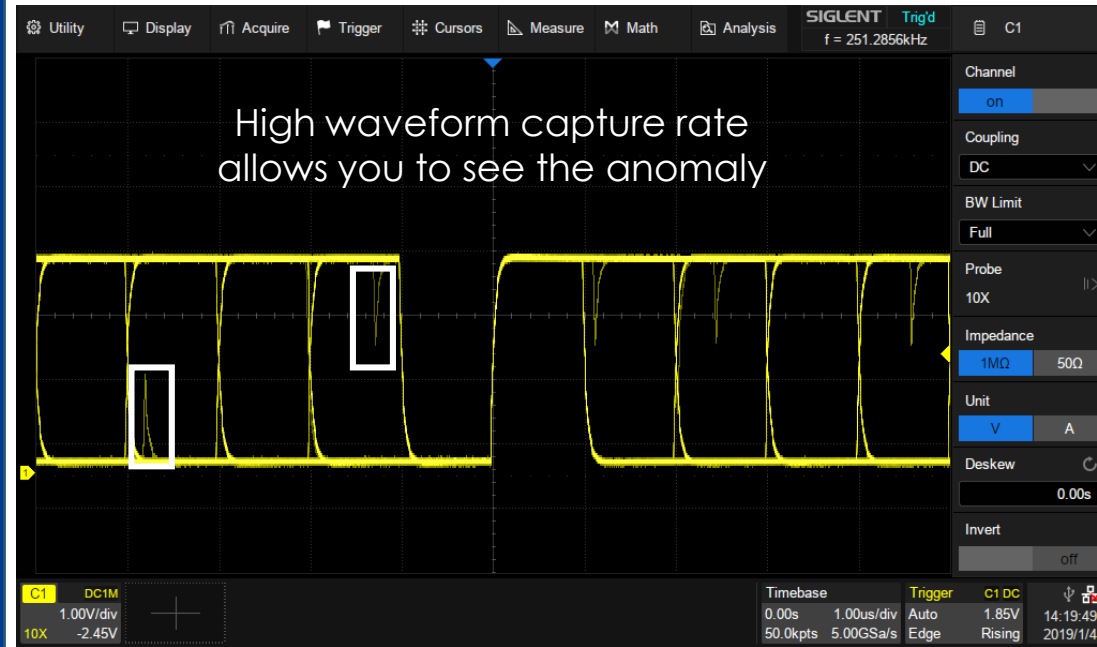 Utility Display Acquire Trigger Cursors Measure Math Analysis SIGLENT Trig'd C1
f = 251.2856kHz
Channel
on
High waveform capture rate
allows you to see the anomaly
Coupling
DC
BW Limit
Full
Probe
10X
Impedance
1MΩ 50Ω
Unit
V A
Deskew
0.00s
Invert
off
1
C1 DC1M
1.00V/div
10X -2.45V
Timebase
0.00s 1.00us/div
50.0kpts 5.00GSa/s
Trigger C1 DC
Auto 1.85V
Edge Rising
14:19:49
2019/1/4